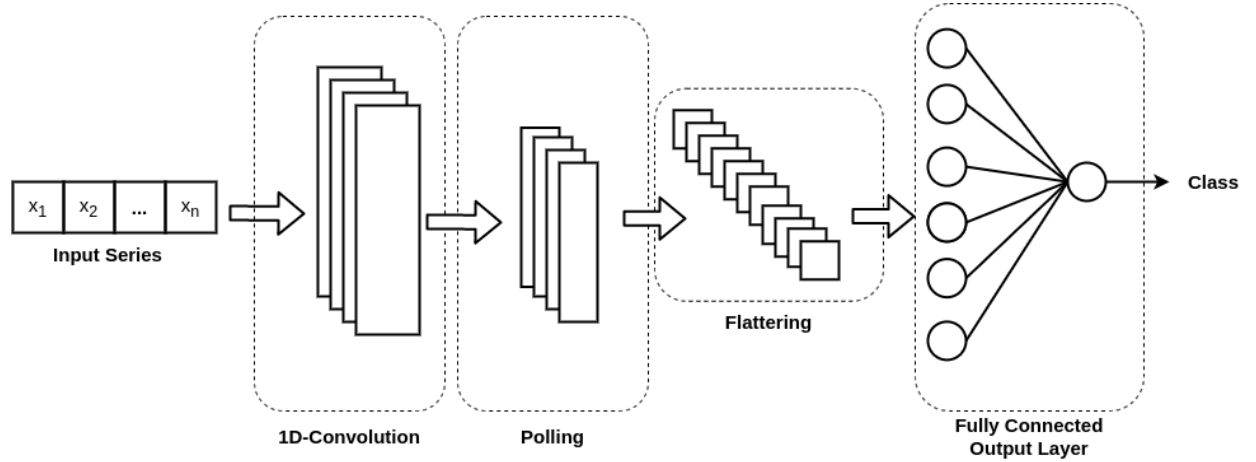 x1 x2 ... xn
Input Series
1D-Convolution
Polling
Flattering
Fully Connected
Output Layer
Class